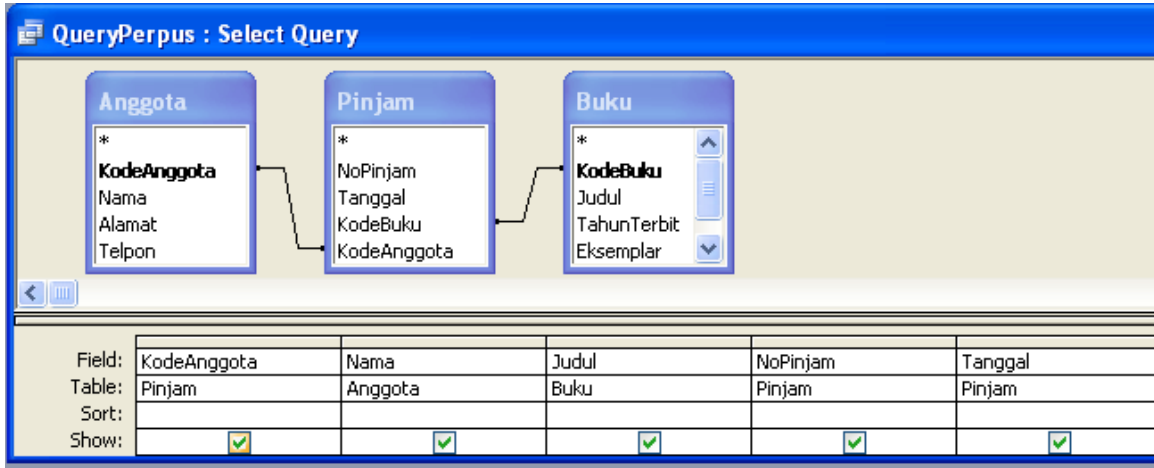 QueryPerpus : Select Query
Anggota Pinjam Buku
* * *
KodeAnggota NoPinjam KodeBuku
Nama Tanggal Judul
Alamat KodeBuku TahunTerbit
Telpon KodeAnggota Eksemplar
Field: KodeAnggota Nama Judul NoPinjam Tanggal
Table: Pinjam Anggota Buku Pinjam Pinjam
Sort:
Show: